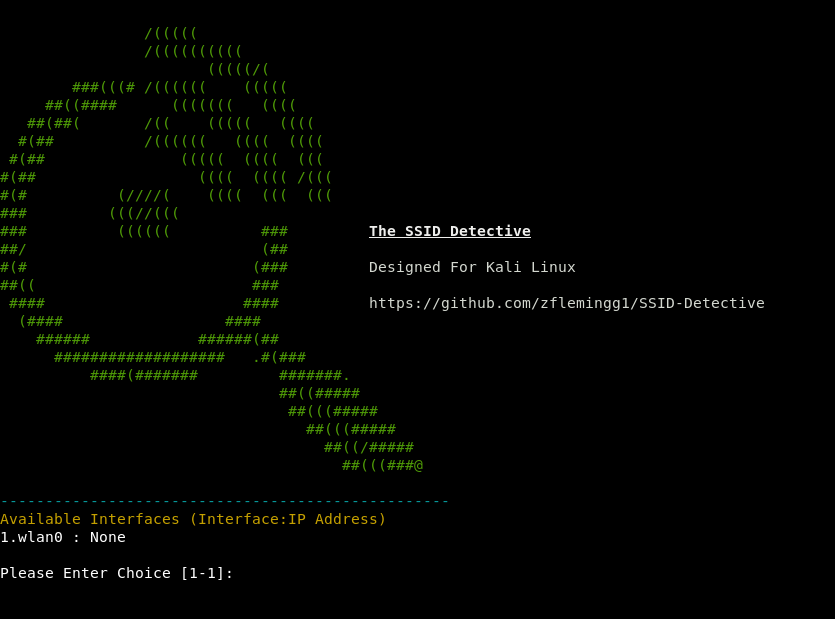 The SSID Detective
Designed For Kali Linux
https://github.com/zflemingg1/SSID-Detective
--------------------------------------------------
Available Interfaces (Interface:IP Address)
1.wlan0 : None
Please Enter Choice [1-1]: